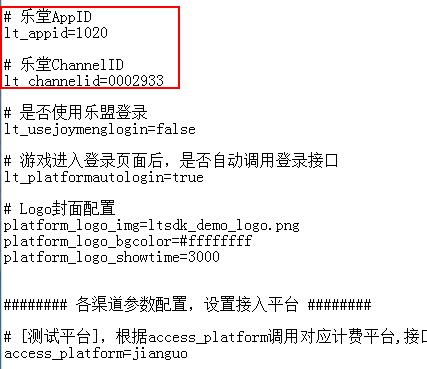 # 乐堂AppID
lt_appid=1020
# 乐堂ChannelID
lt_channelid=0002933
# 是否使用乐盟登录
lt_usejoymenglogin=false
# 游戏进入登录页面后，是否自动调用登录接口
lt_platformautologin=true
# Logo封面配置
platform_logo_img=ltsdk_demo_logo.png
platform_logo_bgcolor=#ffffffff
platform_logo_showtime=3000
######## 各渠道参数配置，设置接入平台 ########
# [测试平台]，根据access_platform调用对应计费平台,接口
access_platform=jianguo